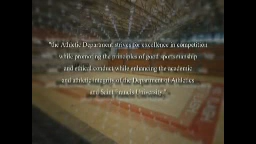 "the Athletic Department strives for excellence in competition
while promoting the principles of good sportsmanship
and ethical conduct while enhancing the academic
and athletic integrity of the Department of Athletics
and Saint Francis University."